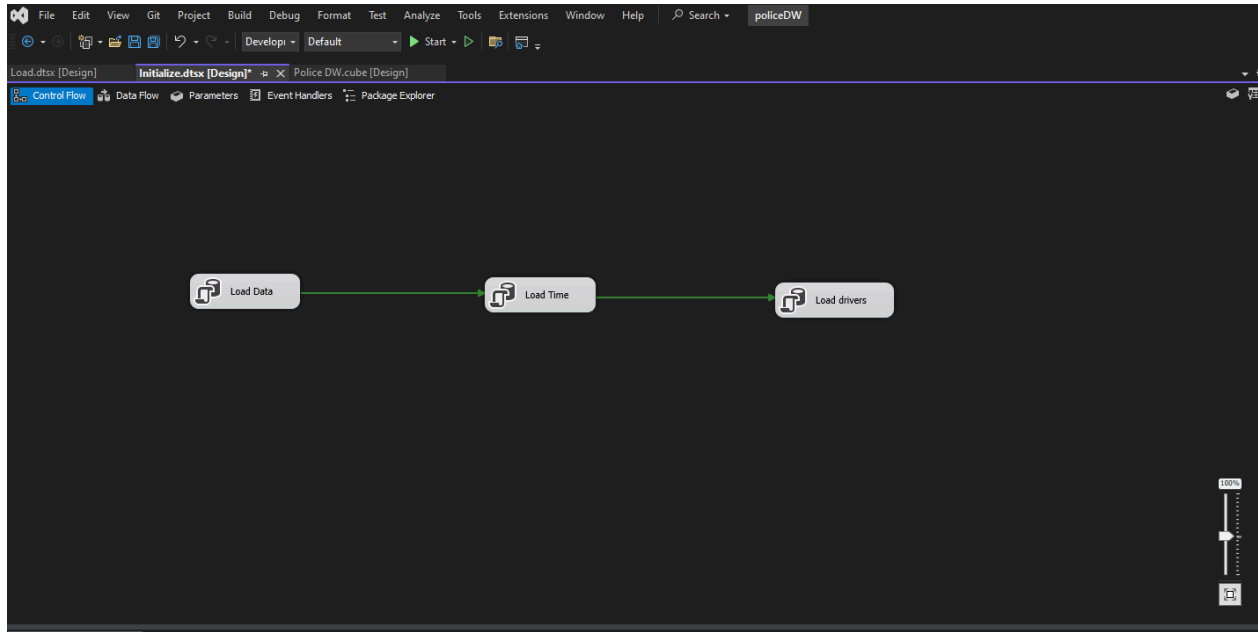 File Edit View Git Project Build Debug Format Test Analyze Tools Extensions Window Help Search policeDW
Develop Default Start
Load.dtsx [Design] Initialize.dtsx [Design]* Police DW.cube [Design]
Control Flow Data Flow Parameters Event Handlers Package Explorer
Load Data Load Time Load drivers
100%